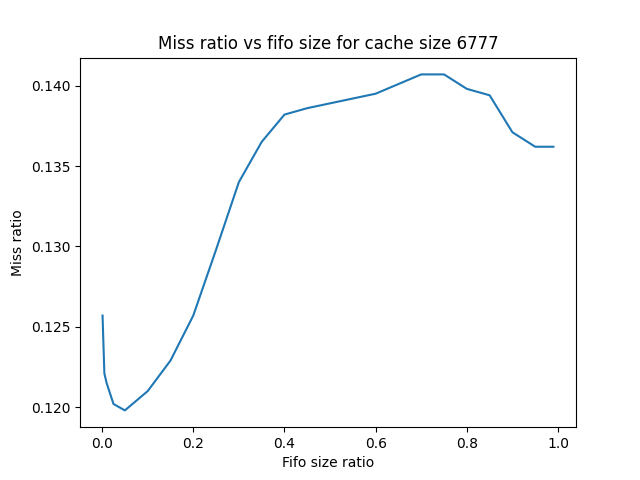 Miss ratio vs fifo size for cache size 6777
0.140
0.135
0.130
0.125
0.120
Miss ratio
0.0 0.2 0.4 0.6 0.8 1.0
Fifo size ratio